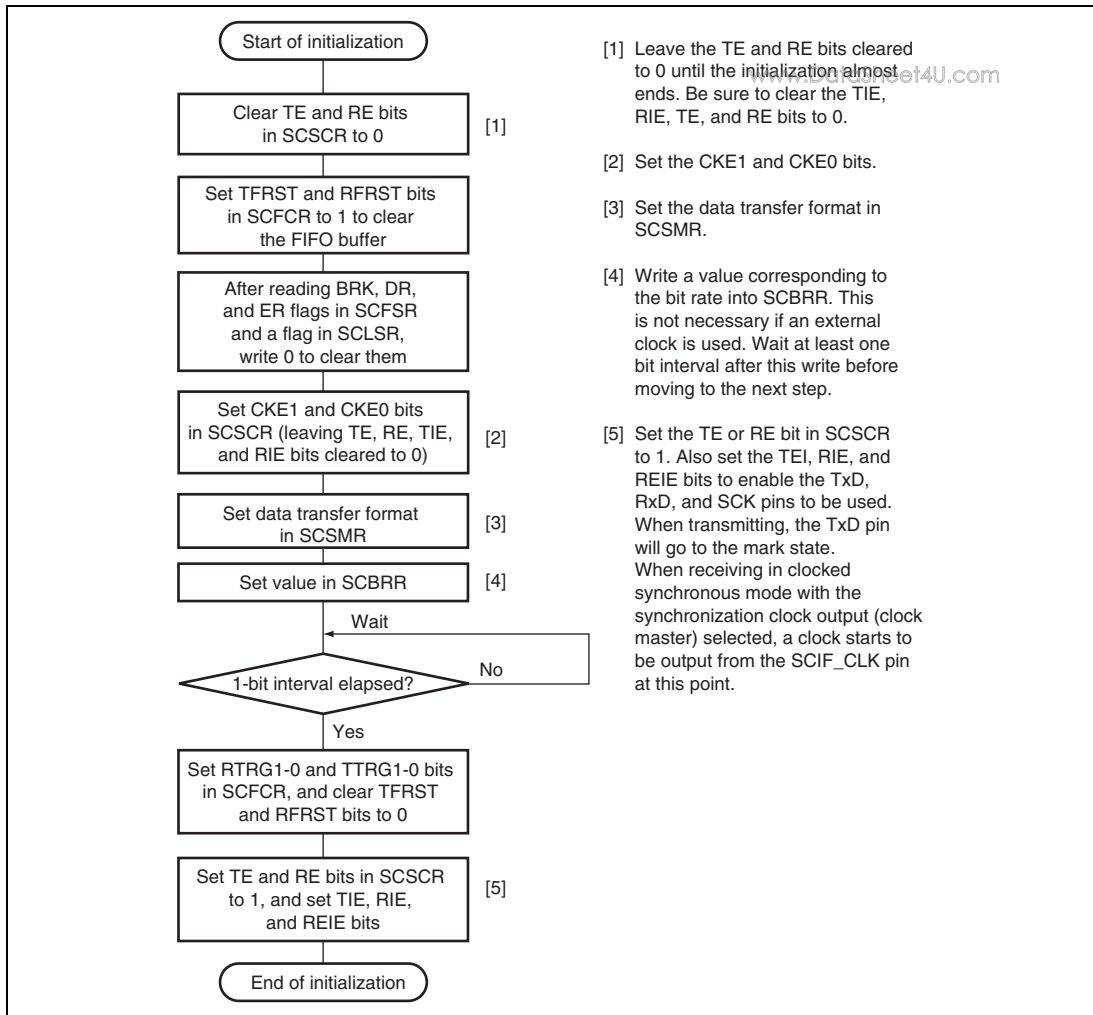 Start of initialization
Clear TE and RE bits
in SCSCR to 0
[1]
Set TFRST and RFRST bits
in SCFCR to 1 to clear
the FIFO buffer
After reading BRK, DR,
and ER flags in SCFSR
and a flag in SCLSR,
write 0 to clear them
Set CKE1 and CKE0 bits
in SCSCR (leaving TE, RE, TIE,
and RIE bits cleared to 0)
[2]
Set data transfer format
in SCSMR
[3]
Set value in SCBRR
[4]
Wait
1-bit interval elapsed?
No
Yes
Set RTRG1-0 and TTRG1-0 bits
in SCFCR, and clear TFRST
and RFRST bits to 0
Set TE and RE bits in SCSCR
to 1, and set TIE, RIE,
and REIE bits
[5]
End of initialization
[1] Leave the TE and RE bits cleared
to 0 until the initialization almost
www.DataSheet4U.com
ends. Be sure to clear the TIE,
RIE, TE, and RE bits to 0.
[2] Set the CKE1 and CKE0 bits.
[3] Set the data transfer format in
SCSMR.
[4] Write a value corresponding to
the bit rate into SCBRR. This
is not necessary if an external
clock is used. Wait at least one
bit interval after this write before
moving to the next step.
[5] Set the TE or RE bit in SCSCR
to 1. Also set the TEI, RIE, and
REIE bits to enable the TxD,
RxD, and SCK pins to be used.
When transmitting, the TxD pin
will go to the mark state.
When receiving in clocked
synchronous mode with the
synchronization clock output (clock
master) selected, a clock starts to
be output from the SCIF_CLK pin
at this point.